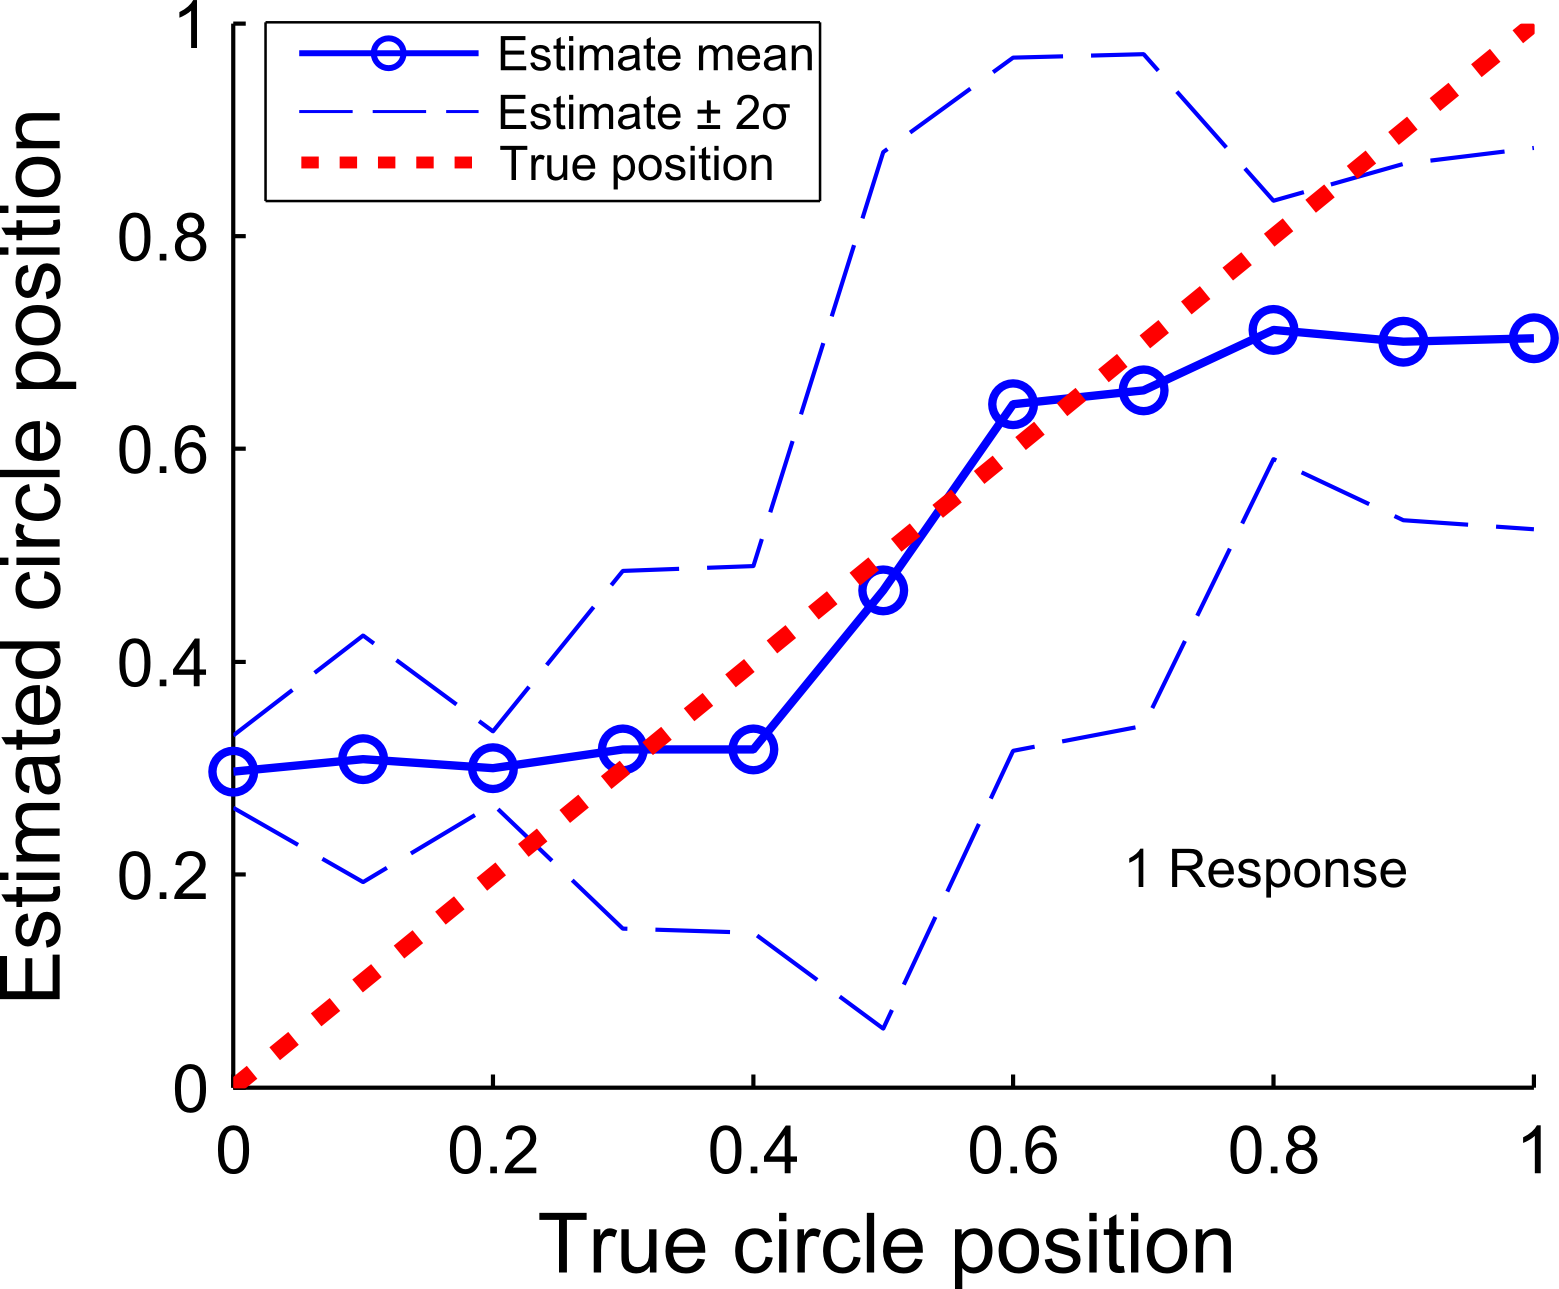 Estimate mean
Estimate ± 2σ
True position
1
0.8
0.6
0.4
0.2
0
Estimated circle position
1 Response
0 0.2 0.4 0.6 0.8 1
True circle position